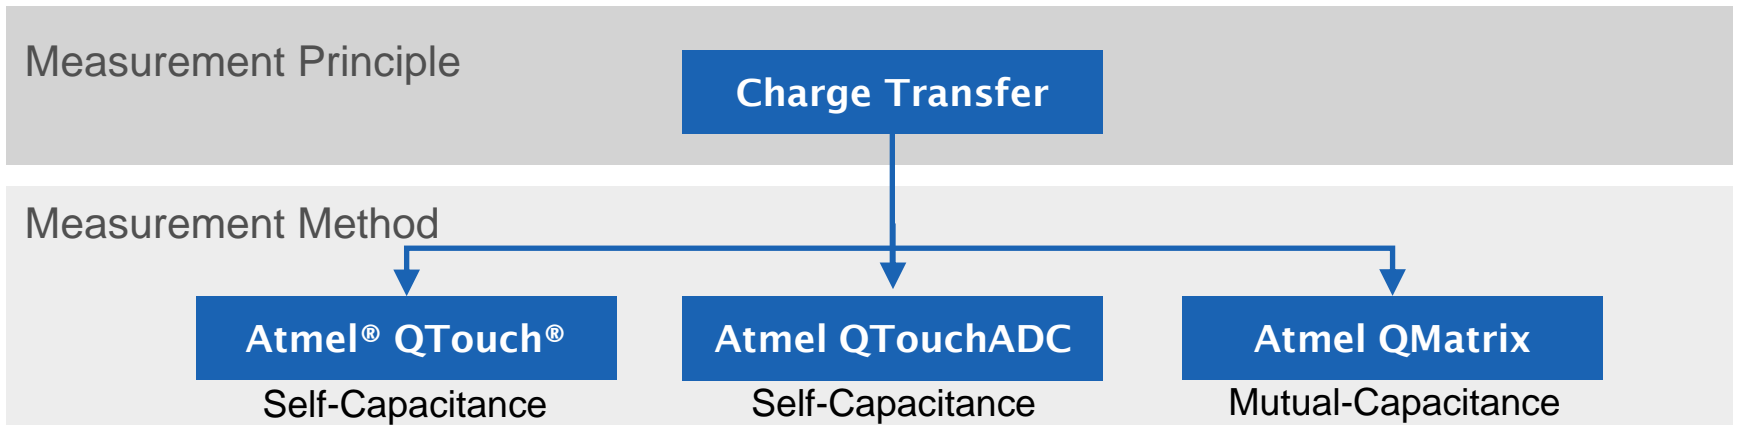 Measurement Principle
Charge Transfer
Measurement Method
Atmel® QTouch®
Atmel QTouchADC
Atmel QMatrix
Self-Capacitance
Self-Capacitance
Mutual-Capacitance